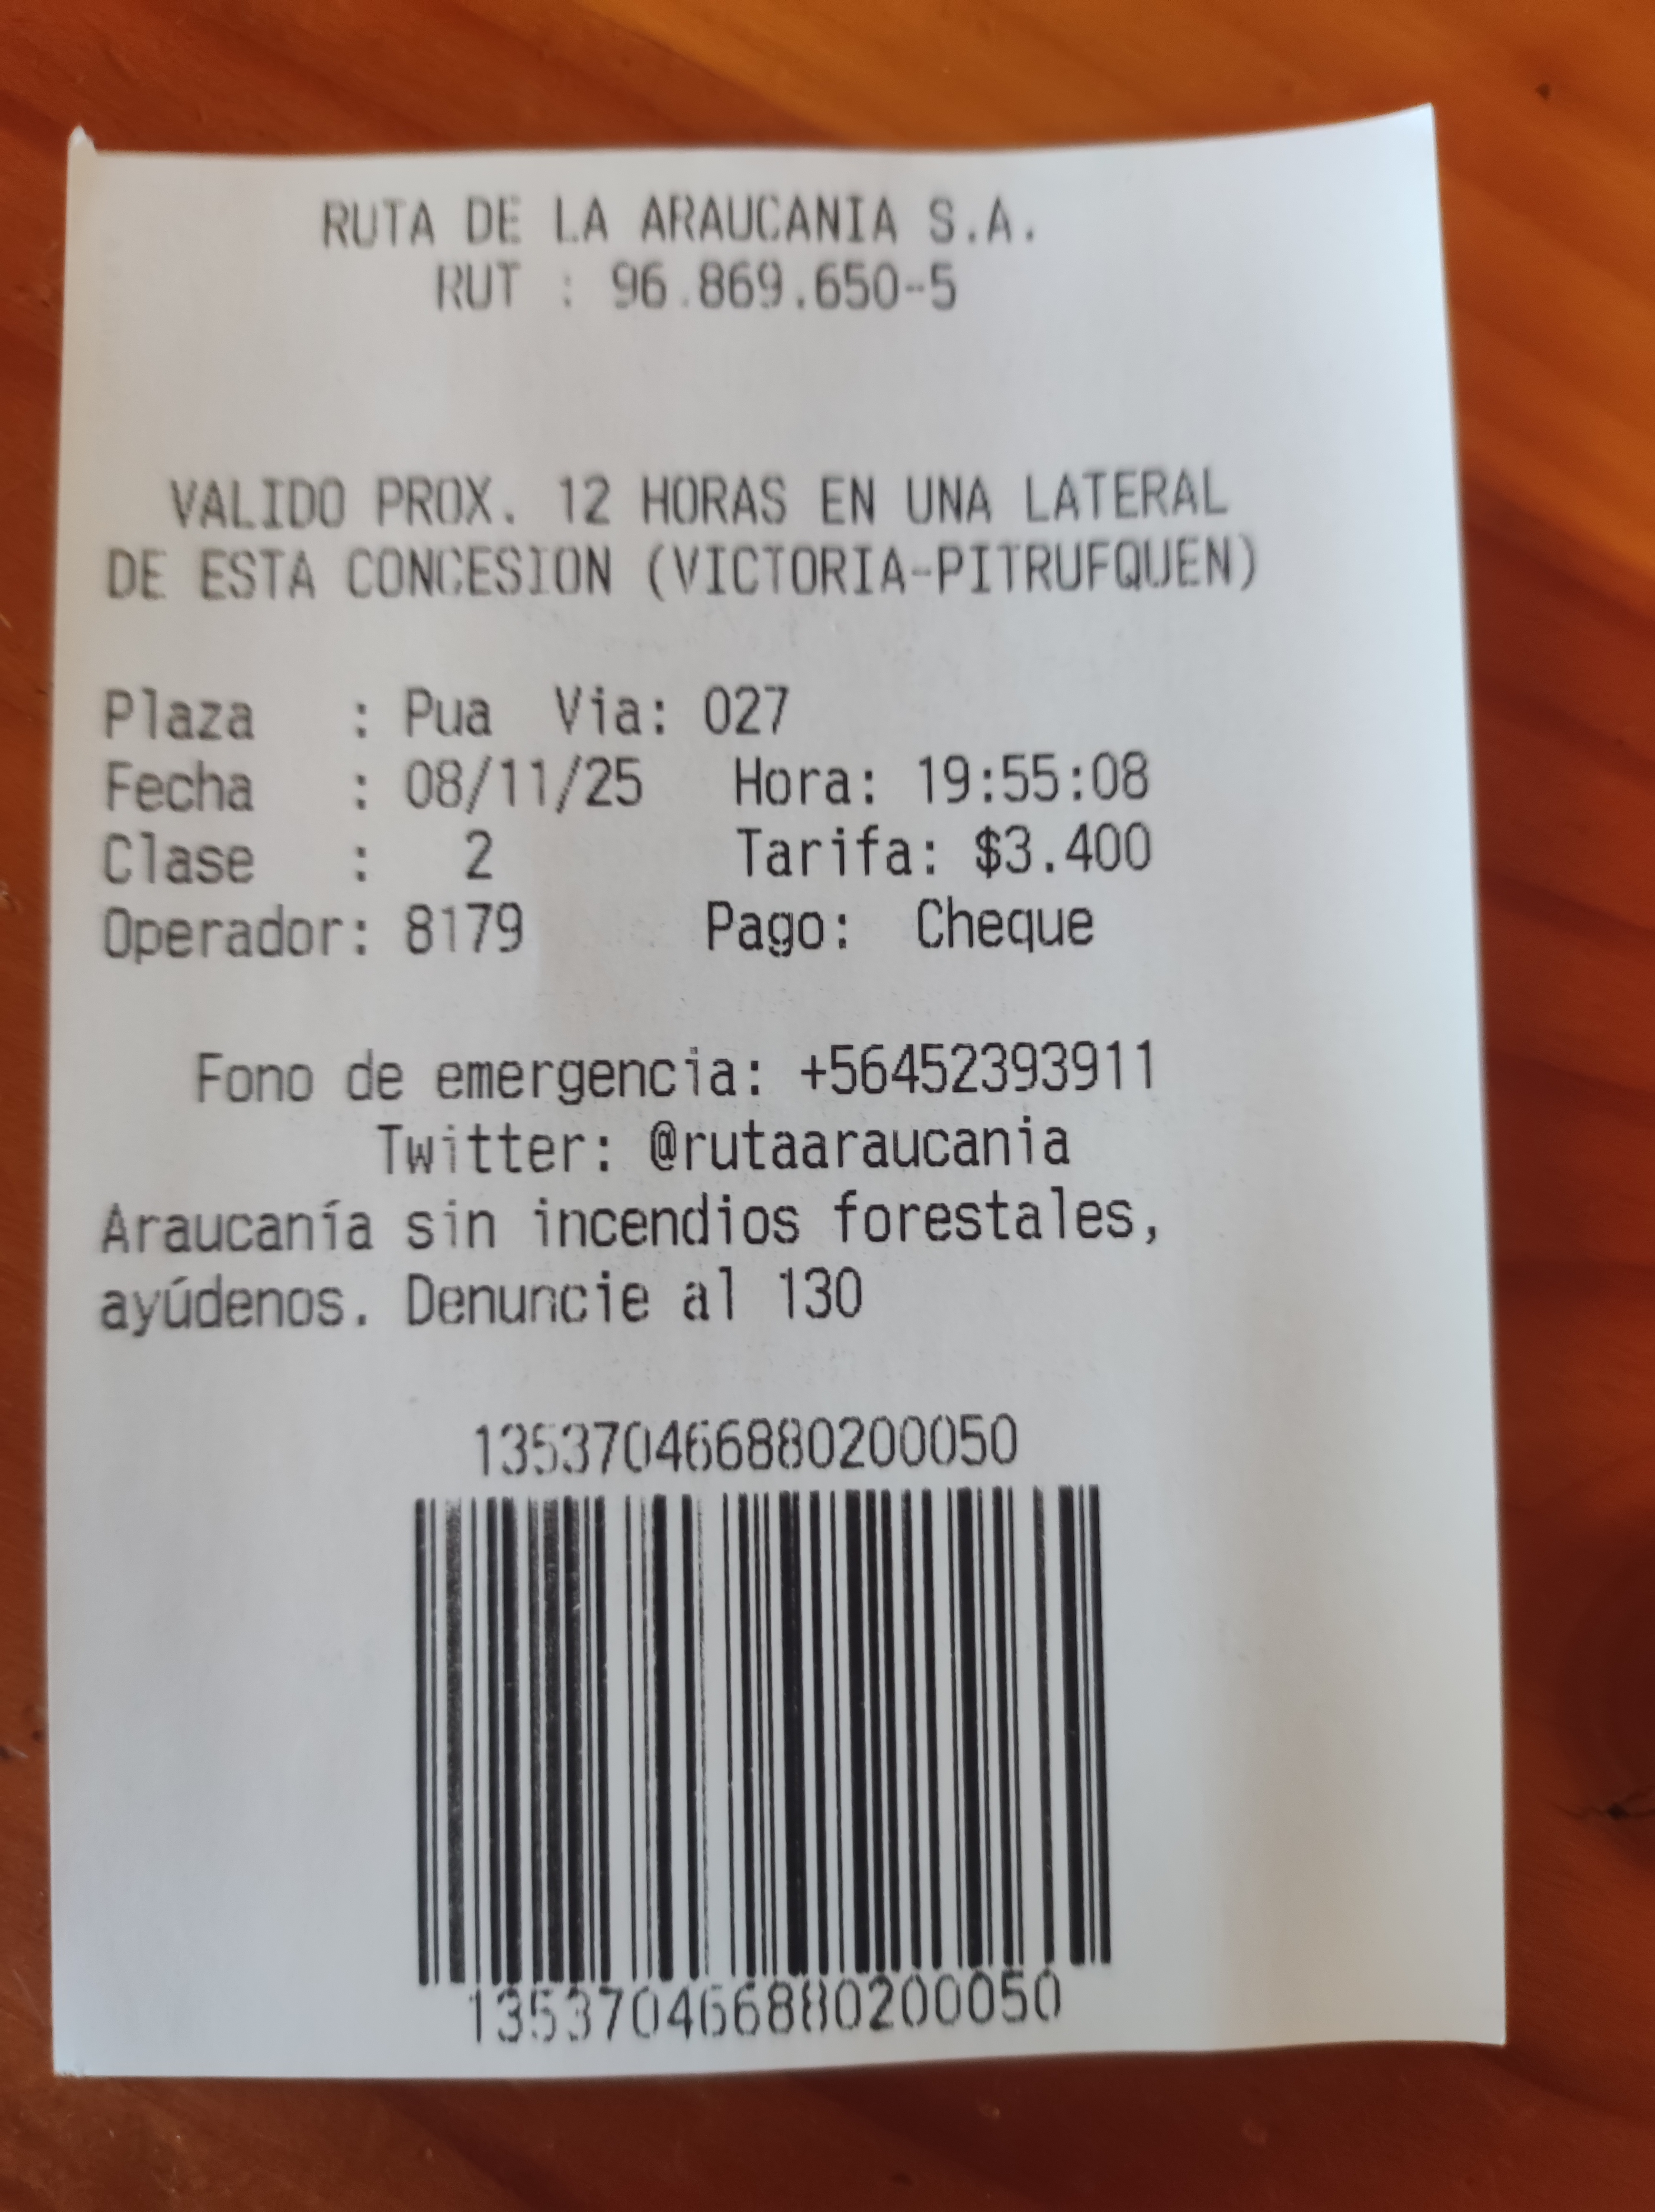 RUTA DE LA ARAUCANIA S.A.
RUT : 96.869.650-5
VALIDO PROX. 12 HORAS EN UNA LATERAL
DE ESTA CONCESION (VICTORIA-PITRUFQUEN)
Plaza : Pua Via: 027
Fecha : 08/11/25 Hora: 19:55:08
Clase : 2 Tarifa: $3.400
Operador: 8179 Pago: Cheque
Fono de emergencia: +56452393911
Twitter: @rutaaraucania
Araucanía sin incendios forestales,
ayúdenos. Denuncie al 130
135370466880200050
135370466880200050